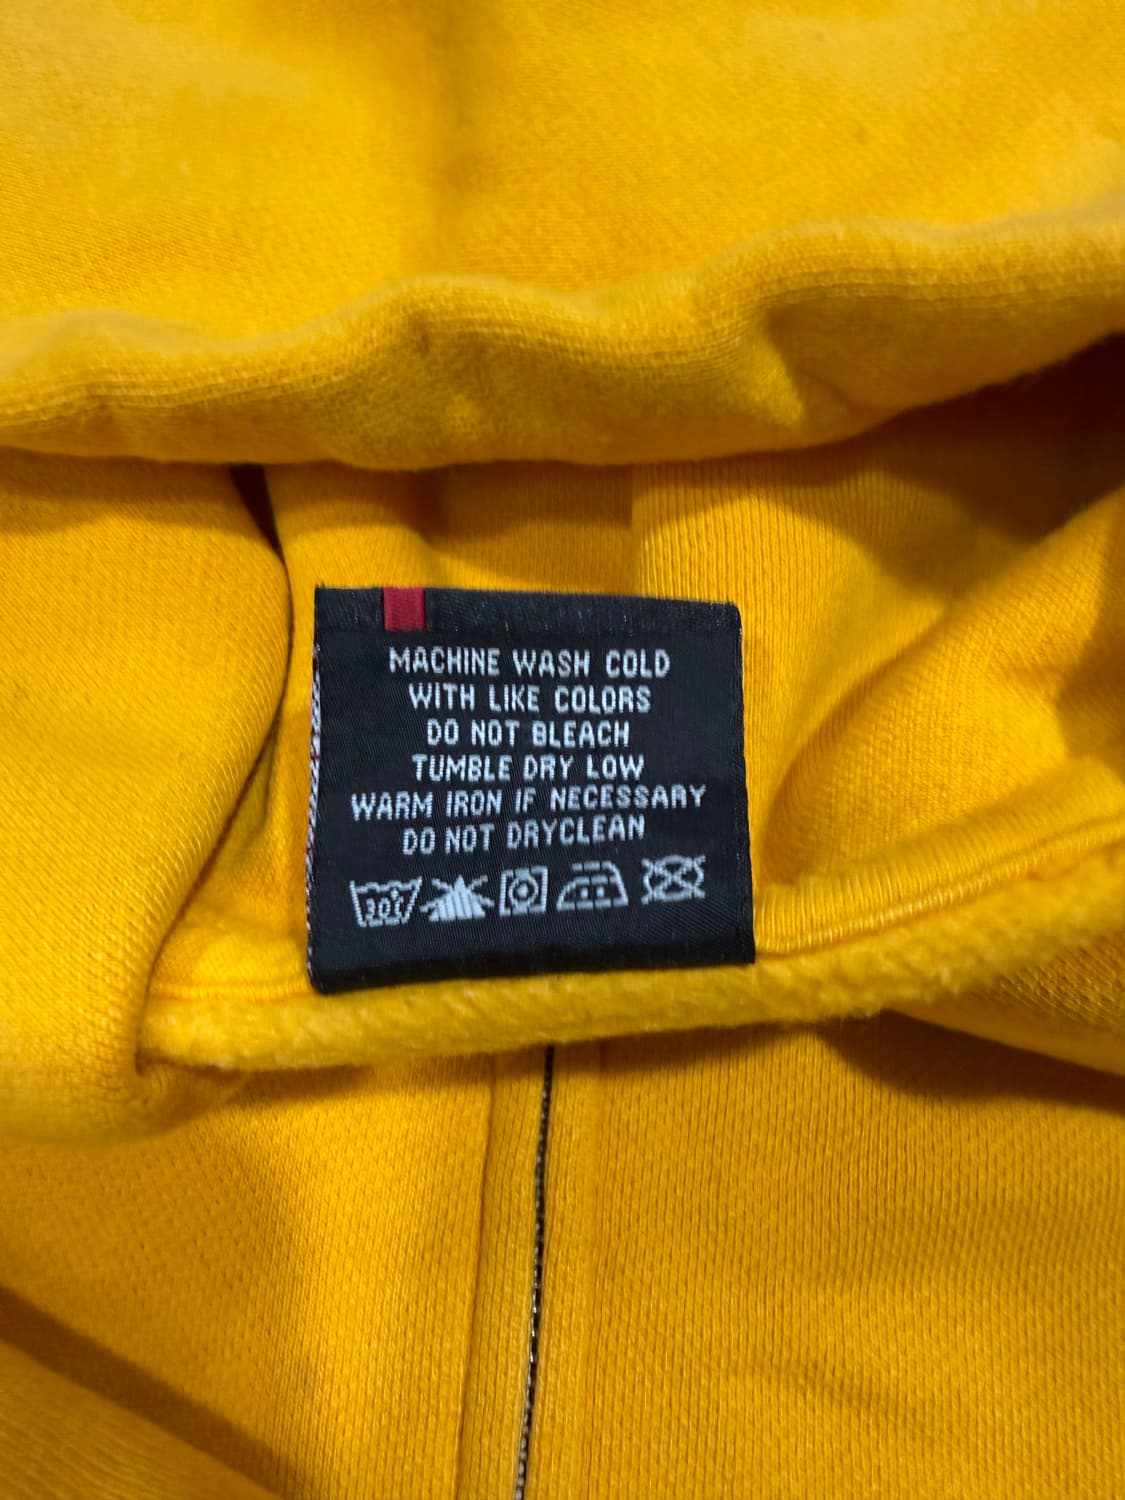 MACHINE WASH COLD
WITH LIKE COLORS
DO NOT BLEACH
TUMBLE DRY LOW
WARM IRON IF NECESSARY
DO NOT DRYCLEAN
30°C